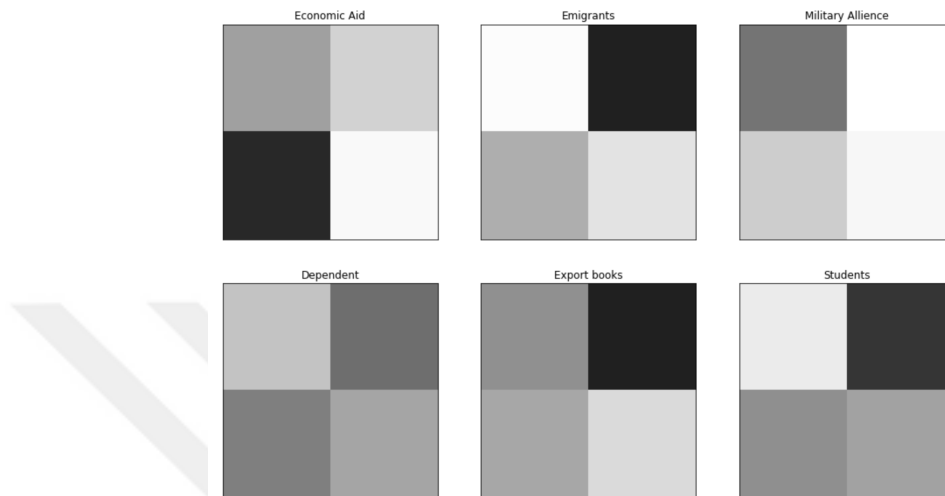 Economic Aid
Emigrants
Military Allience
Dependent
Export books
Students